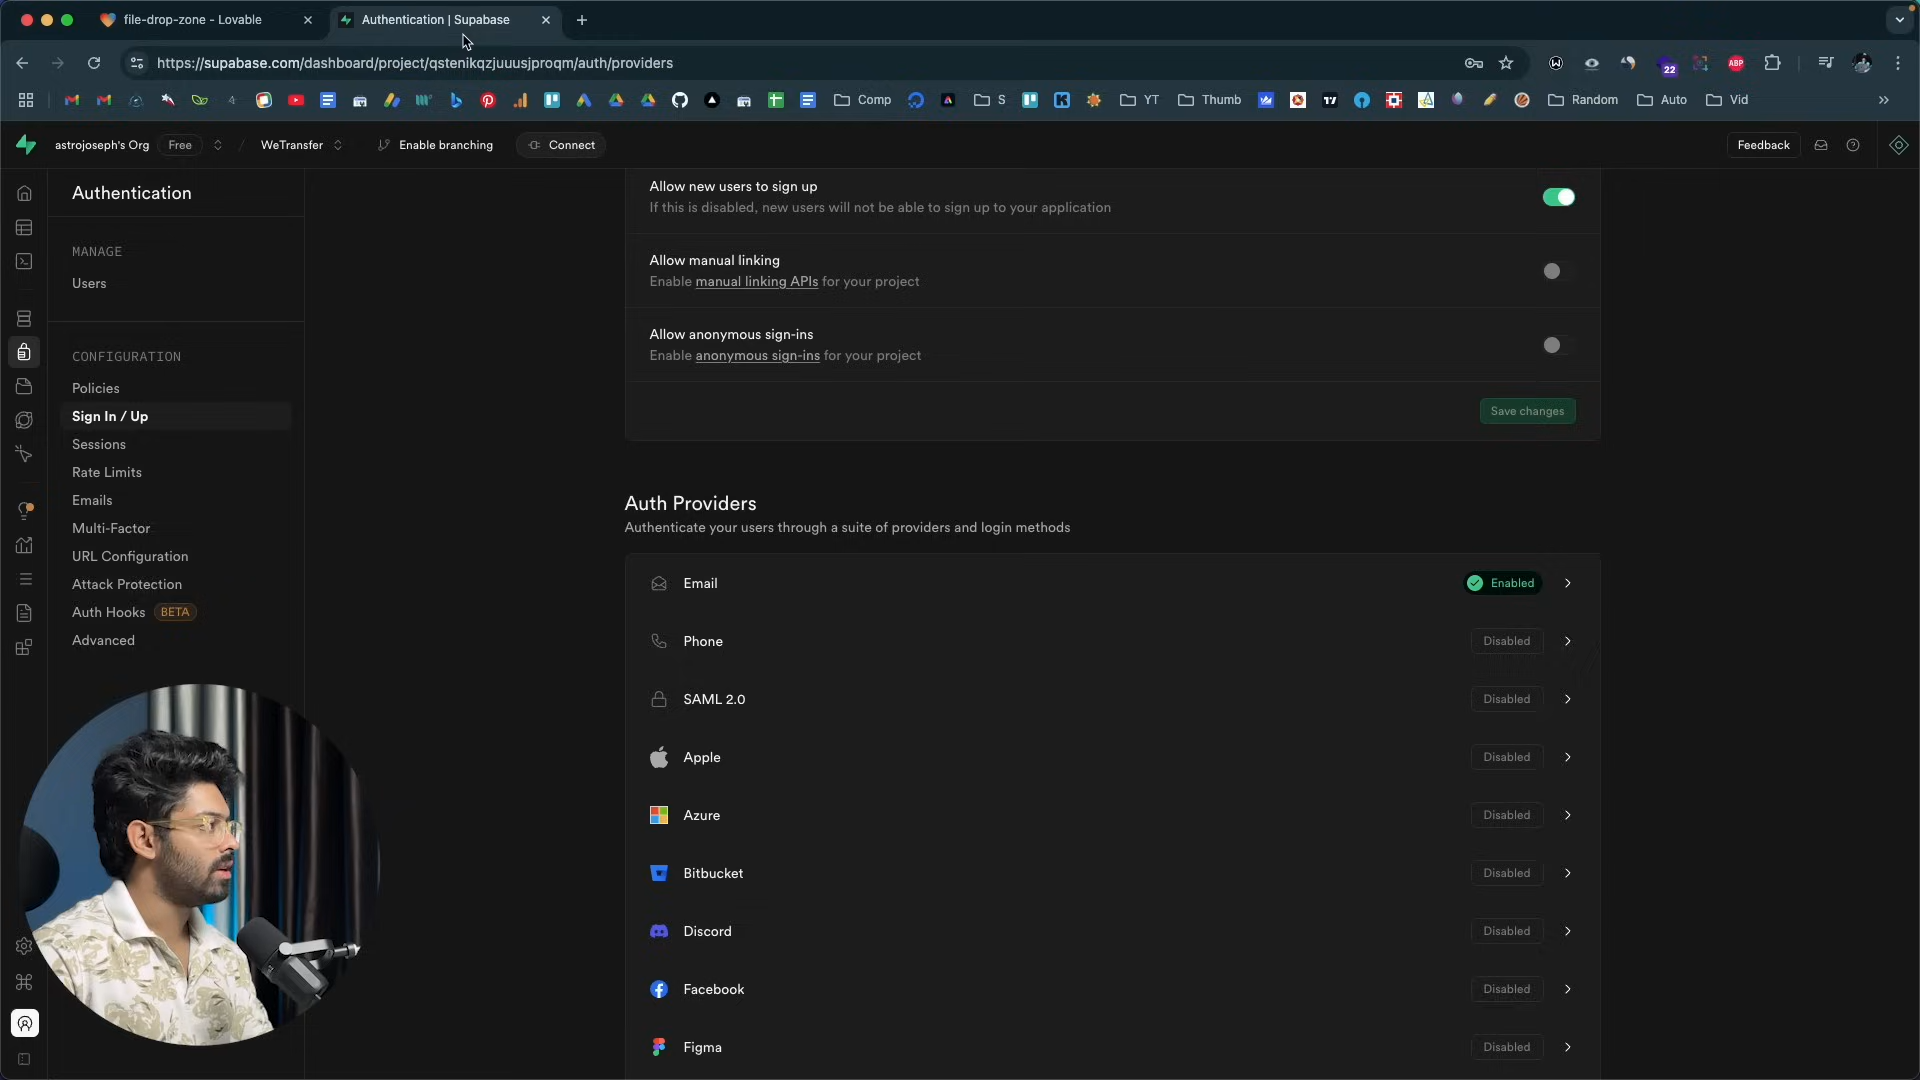 file-drop-zone - Lovable
Authentication | Supabase
https://supabase.com/dashboard/project/qstenikqzjuuusjproqm/auth/providers
22
ABP
Comp
S
YT
Thumb
Random
Auto
Vid
astrojoseph's Org
Free
/
WeTransfer
Enable branching
Connect
Feedback
Authentication
MANAGE
Users
CONFIGURATION
Policies
Sign In / Up
Sessions
Rate Limits
Emails
Multi-Factor
URL Configuration
Attack Protection
Auth Hooks BETA
Advanced
Allow new users to sign up
If this is disabled, new users will not be able to sign up to your application
Allow manual linking
Enable manual linking APIs for your project
Allow anonymous sign-ins
Enable anonymous sign-ins for your project
Save changes
Auth Providers
Authenticate your users through a suite of providers and login methods
Email
Enabled
Phone
Disabled
SAML 2.0
Disabled
Apple
Disabled
Azure
Disabled
Bitbucket
Disabled
Discord
Disabled
Facebook
Disabled
Figma
Disabled